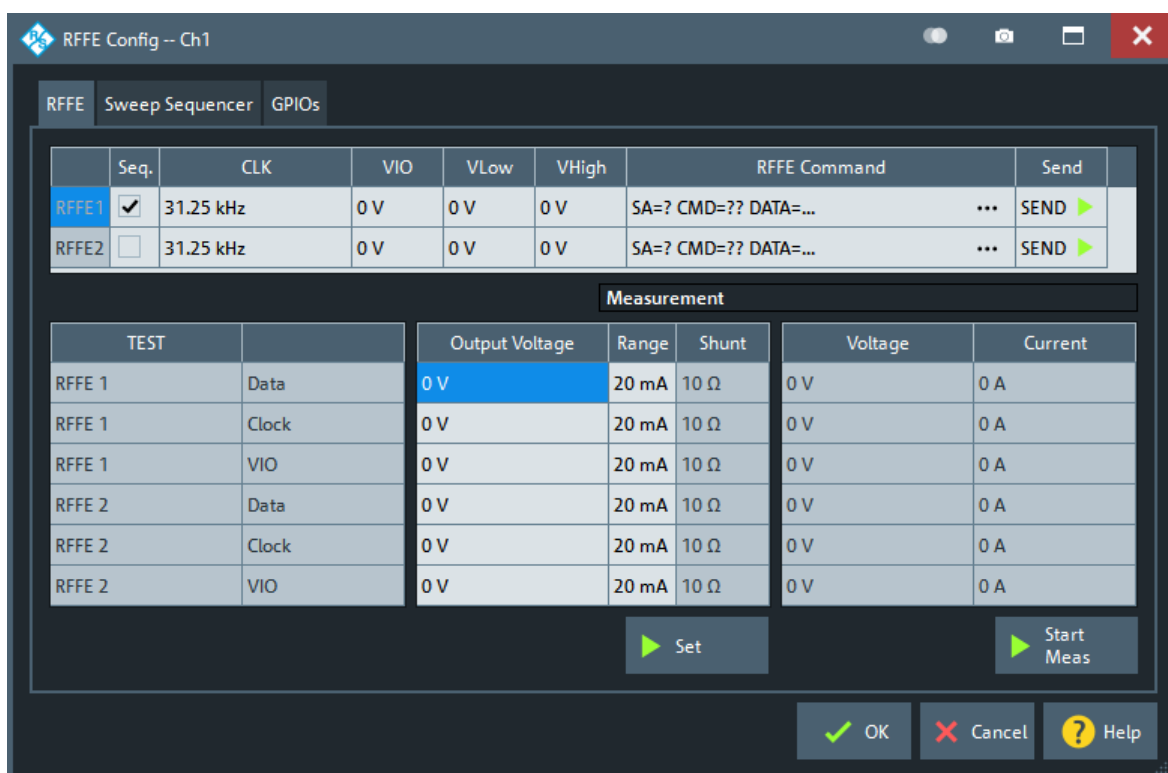 RFFE Config -- Ch1
RFFE Sweep Sequencer GPIOs
Seq. CLK VIO VLow VHigh RFFE Command Send
RFFE1 31.25 kHz 0 V 0 V 0 V SA=? CMD=?? DATA=... ••• SEND
RFFE2 31.25 kHz 0 V 0 V 0 V SA=? CMD=?? DATA=... ••• SEND
Measurement
TEST Output Voltage Range Shunt Voltage Current
RFFE 1 Data 0 V 20 mA 10 Ω 0 V 0 A
RFFE 1 Clock 0 V 20 mA 10 Ω 0 V 0 A
RFFE 1 VIO 0 V 20 mA 10 Ω 0 V 0 A
RFFE 2 Data 0 V 20 mA 10 Ω 0 V 0 A
RFFE 2 Clock 0 V 20 mA 10 Ω 0 V 0 A
RFFE 2 VIO 0 V 20 mA 10 Ω 0 V 0 A
Set
Start
Meas
OK Cancel ? Help